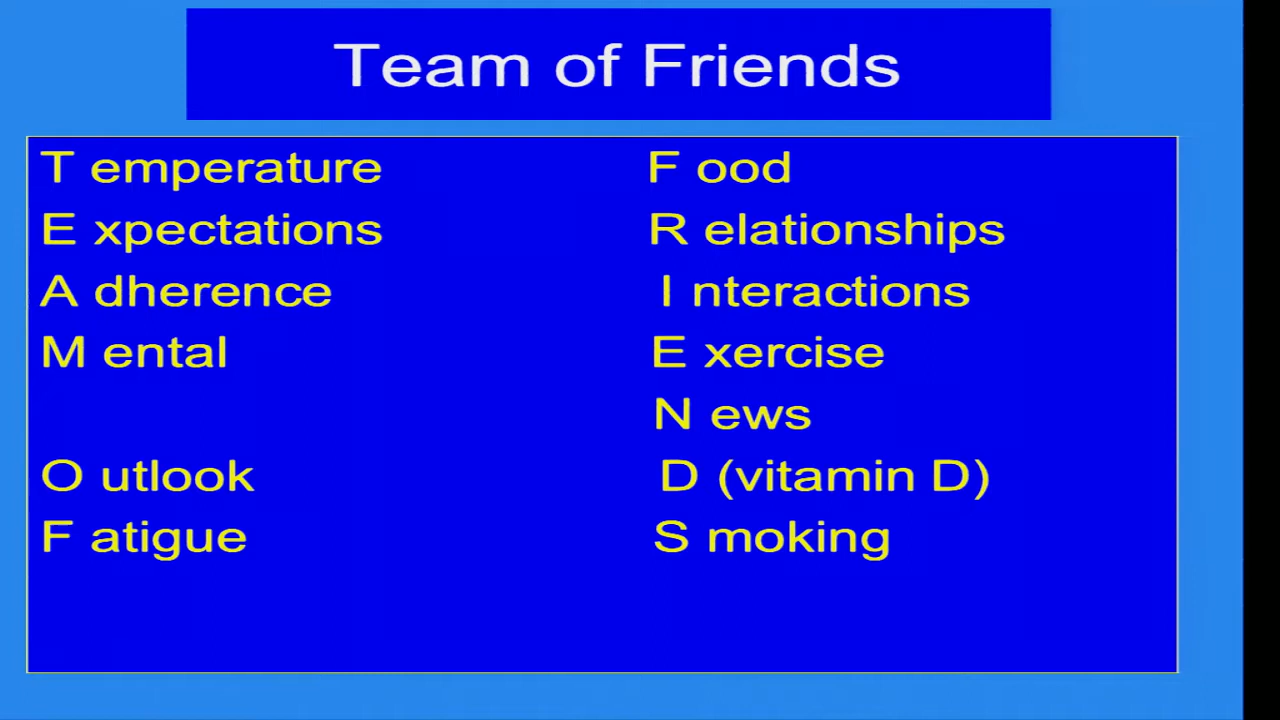 Team of Friends
T emperature
E xpectations
A dherence
M ental
O utlook
F atigue
F ood
R elationships
I nteractions
E xercise
N ews
D (vitamin D)
S moking